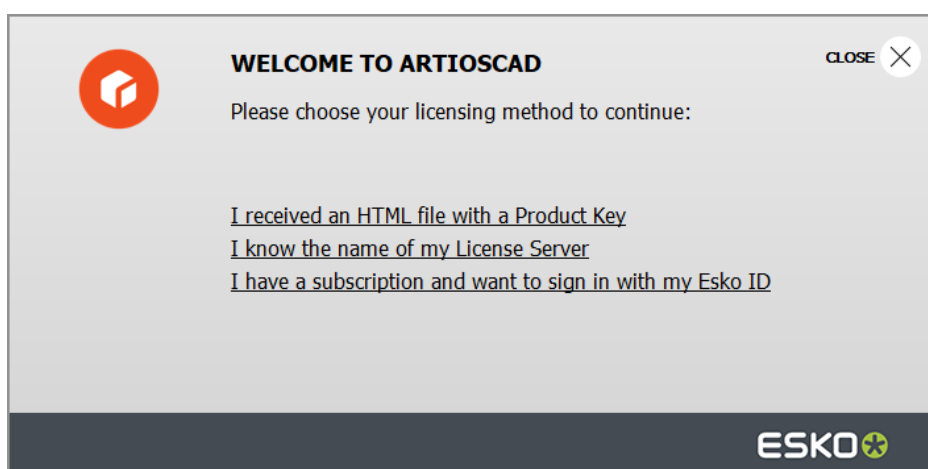 WELCOME TO ARTIOSCAD
CLOSE
Please choose your licensing method to continue:
I received an HTML file with a Product Key
I know the name of my License Server
I have a subscription and want to sign in with my Esko ID
ESKO